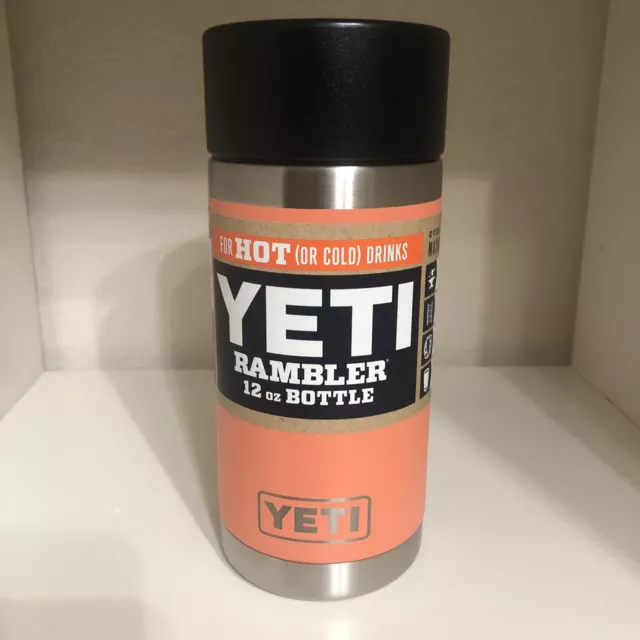 FOR HOT (OR COLD) DRINKS
YETI
RAMBLER
12 oz BOTTLE
YETI